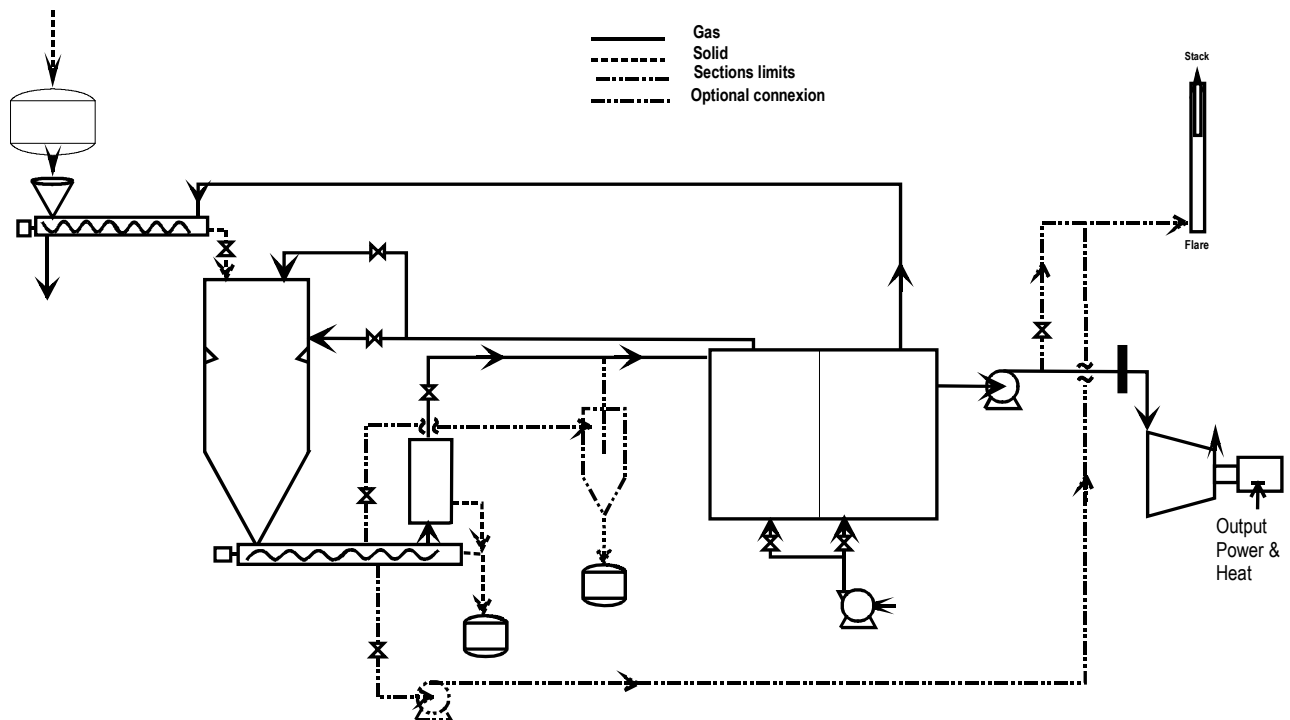 Gas
Solid
Sections limits
Optional connexion
Stack
Flare
Output
Power &
Heat